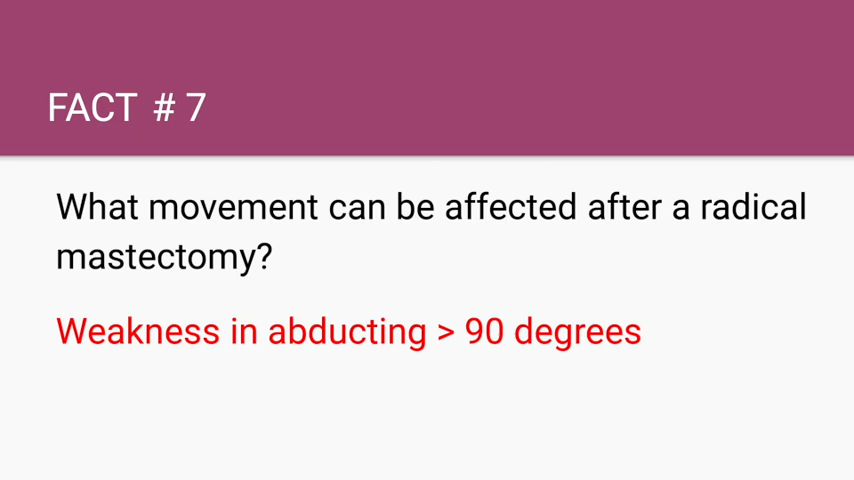 FACT # 7
What movement can be affected after a radical
mastectomy?
Weakness in abducting > 90 degrees